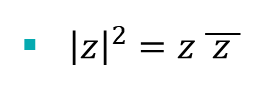 ▪ |z|² = z z̅